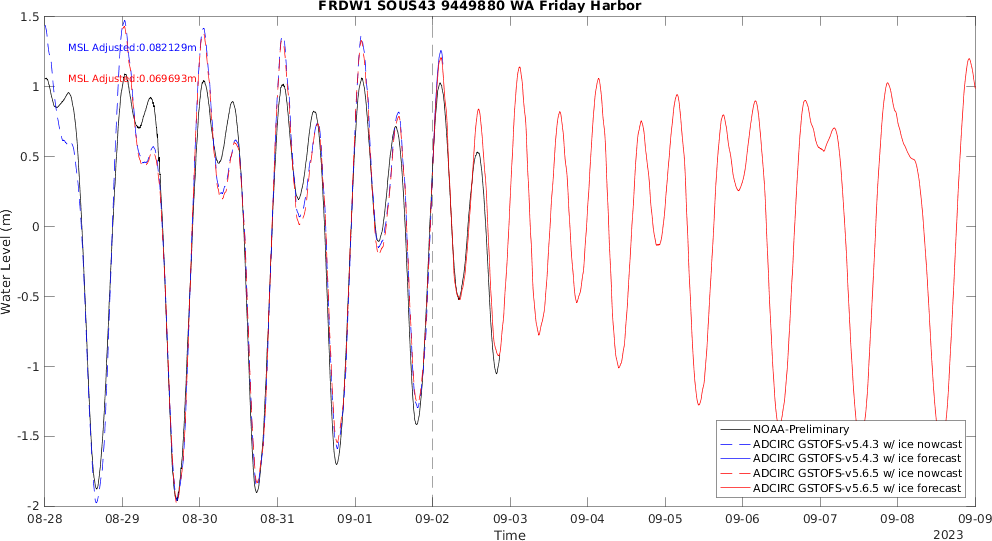 FRDW1 SOUS43 9449880 WA Friday Harbor
1.5
1
0.5
0
-0.5
-1
-1.5
-2
Water Level (m)
MSL Adjusted:0.082129m
MSL Adjusted:0.069693m
NOAA-Preliminary
ADCIRC GSTOFS-v5.4.3 w/ ice nowcast
ADCIRC GSTOFS-v5.4.3 w/ ice forecast
ADCIRC GSTOFS-v5.6.5 w/ ice nowcast
ADCIRC GSTOFS-v5.6.5 w/ ice forecast
08-28 08-29 08-30 08-31 09-01 09-02 09-03 09-04 09-05 09-06 09-07 09-08 09-09
Time
2023